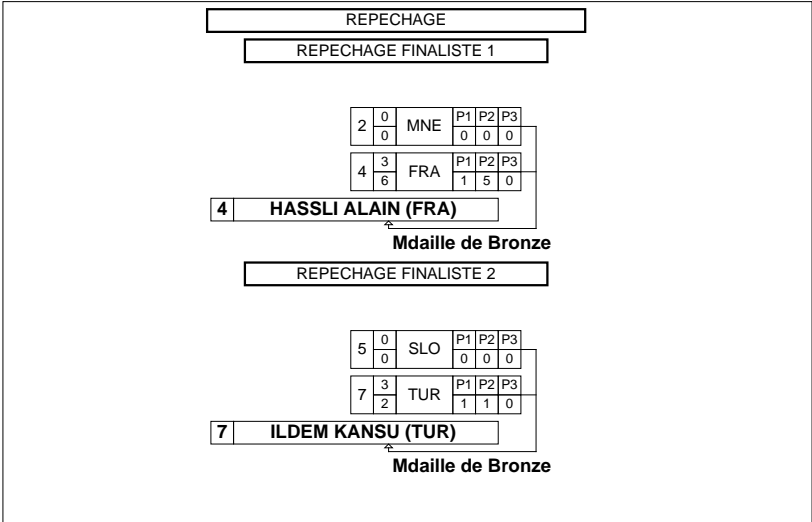 REPECHAGE
REPECHAGE FINALISTE 1
2 0 MNE P1 P2 P3
0 0 0 0
4 3 FRA P1 P2 P3
6 1 5 0
4 HASSLI ALAIN (FRA)
Mdaille de Bronze
REPECHAGE FINALISTE 2
5 0 SLO P1 P2 P3
0 0 0 0
7 3 TUR P1 P2 P3
2 1 1 0
7 ILDEM KANSU (TUR)
Mdaille de Bronze